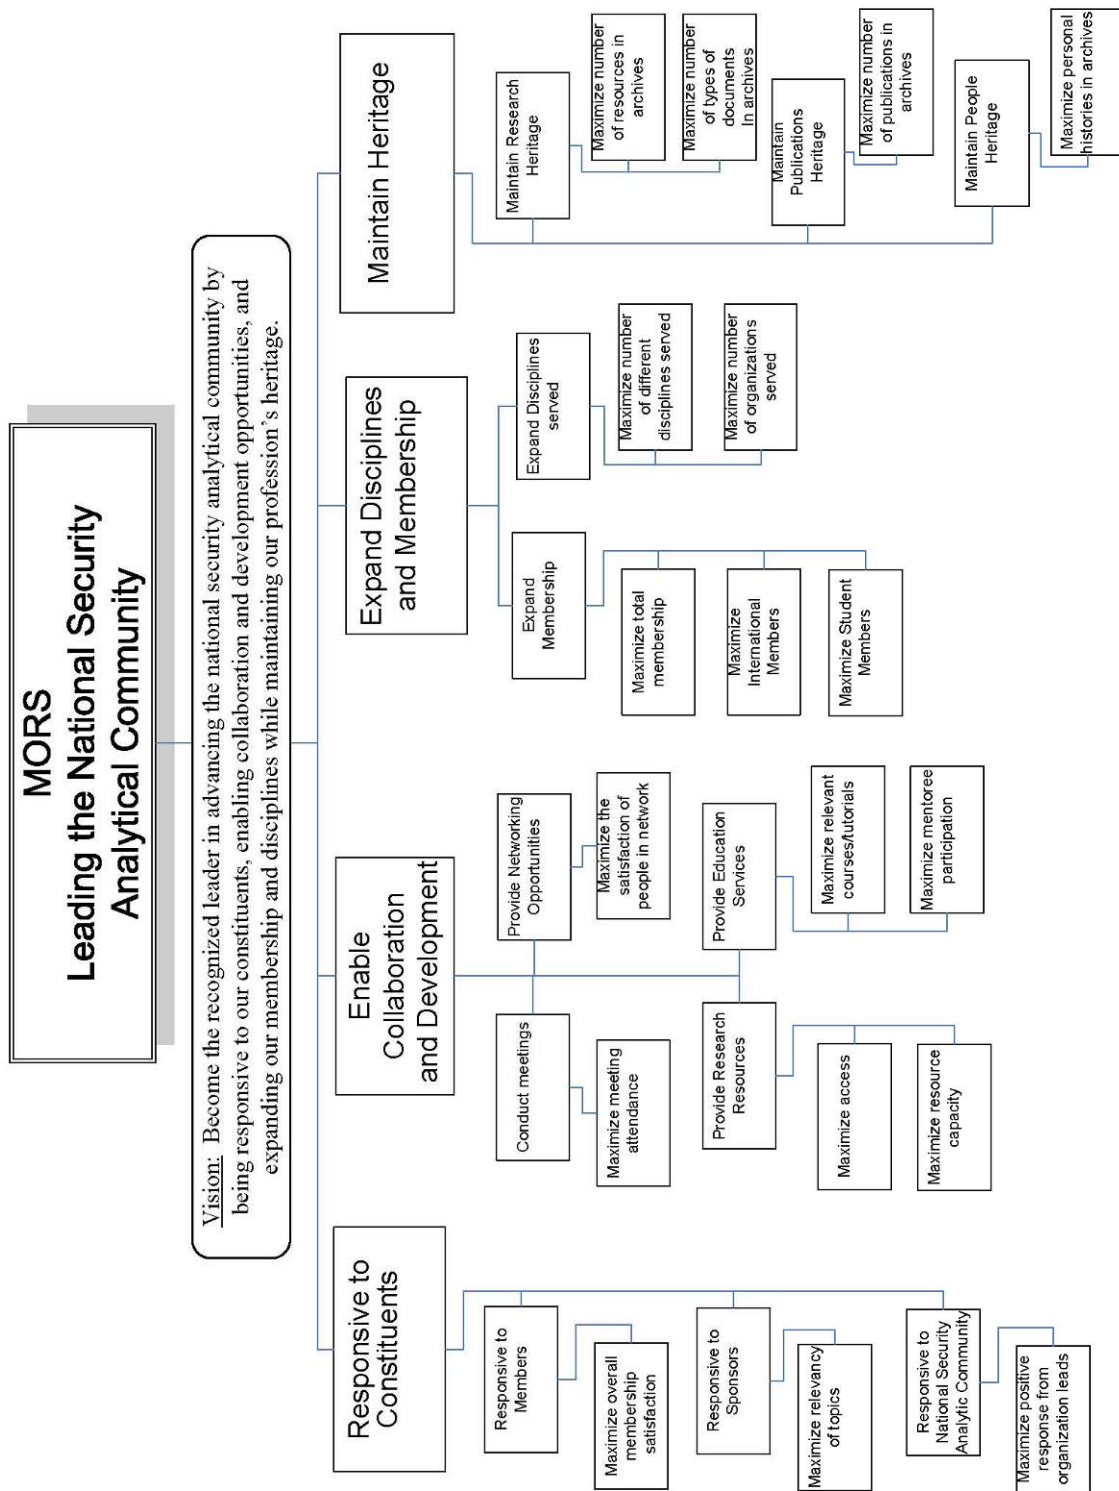 MORS
Leading the National Security
Analytical Community
Vision: Become the recognized leader in advancing the national security analytical community by
being responsive to our constituents, enabling collaboration and development opportunities, and
expanding our membership and disciplines while maintaining our profession's heritage.
Responsive to
Constituents
Responsive to
Members
Maximize overall
membership
satisfaction
Responsive to
Sponsors
Maximize relevancy
of topics
Responsive to
National Security
Analytic Community
Maximize positive
response from
organization leads
Enable
Collaboration
and Development
Conduct meetings
Maximize meeting
attendance
Provide Networking
Opportunities
Maximize the
satisfaction of
people in network
Provide Research
Resources
Maximize access
Maximize resource
capacity
Provide Education
Services
Maximize relevant
courses/tutorials
Maximize mentoree
participation
Expand Disciplines
and Membership
Expand
Membership
Maximize total
membership
Maximize
International
Members
Maximize Student
Members
Expand Disciplines
served
Maximize number
of different
disciplines served
Maximize number
of organizations
served
Maintain Heritage
Maintain Research
Heritage
Maximize number
of resources in
archives
Maximize number
of types of
documents
In archives
Maintain
Publications
Heritage
Maximize number
of publications in
archives
Maintain People
Heritage
Maximize personal
histories in archives